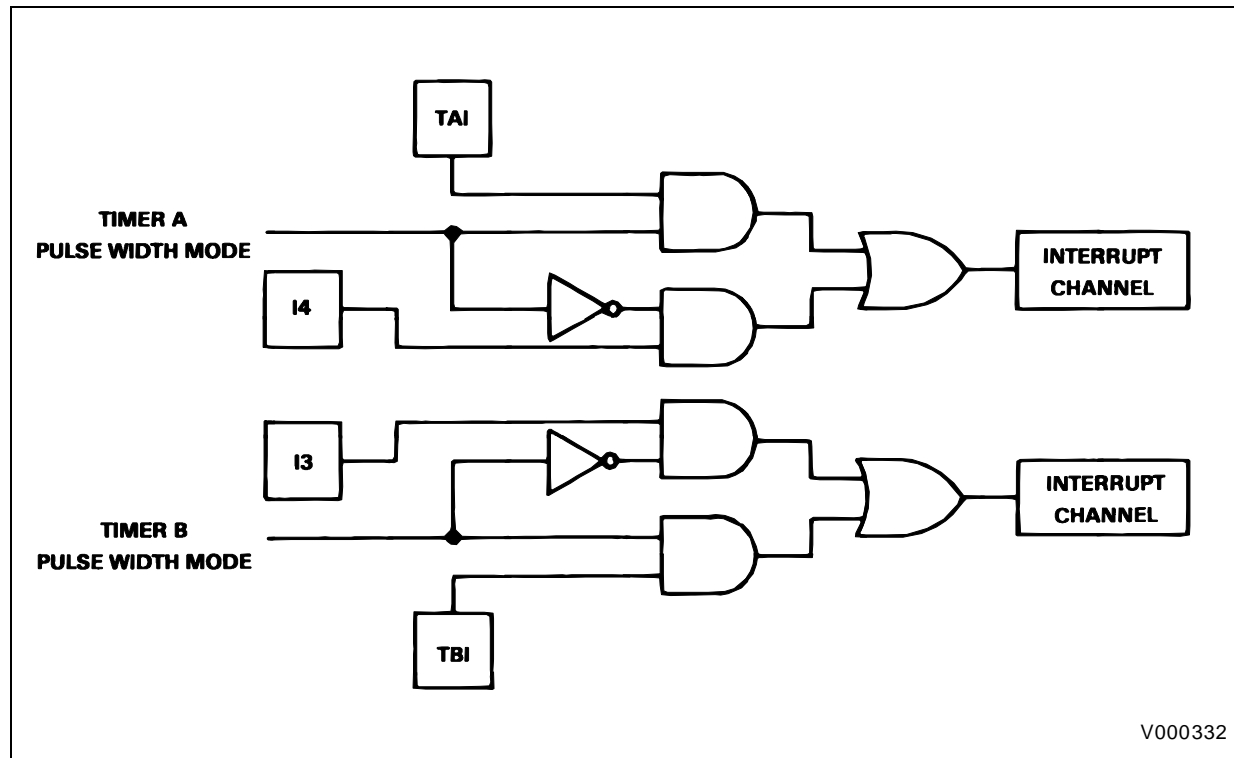 TAI
TIMER A
PULSE WIDTH MODE
I4
INTERRUPT
CHANNEL
I3
TIMER B
PULSE WIDTH MODE
INTERRUPT
CHANNEL
TBI
V000332